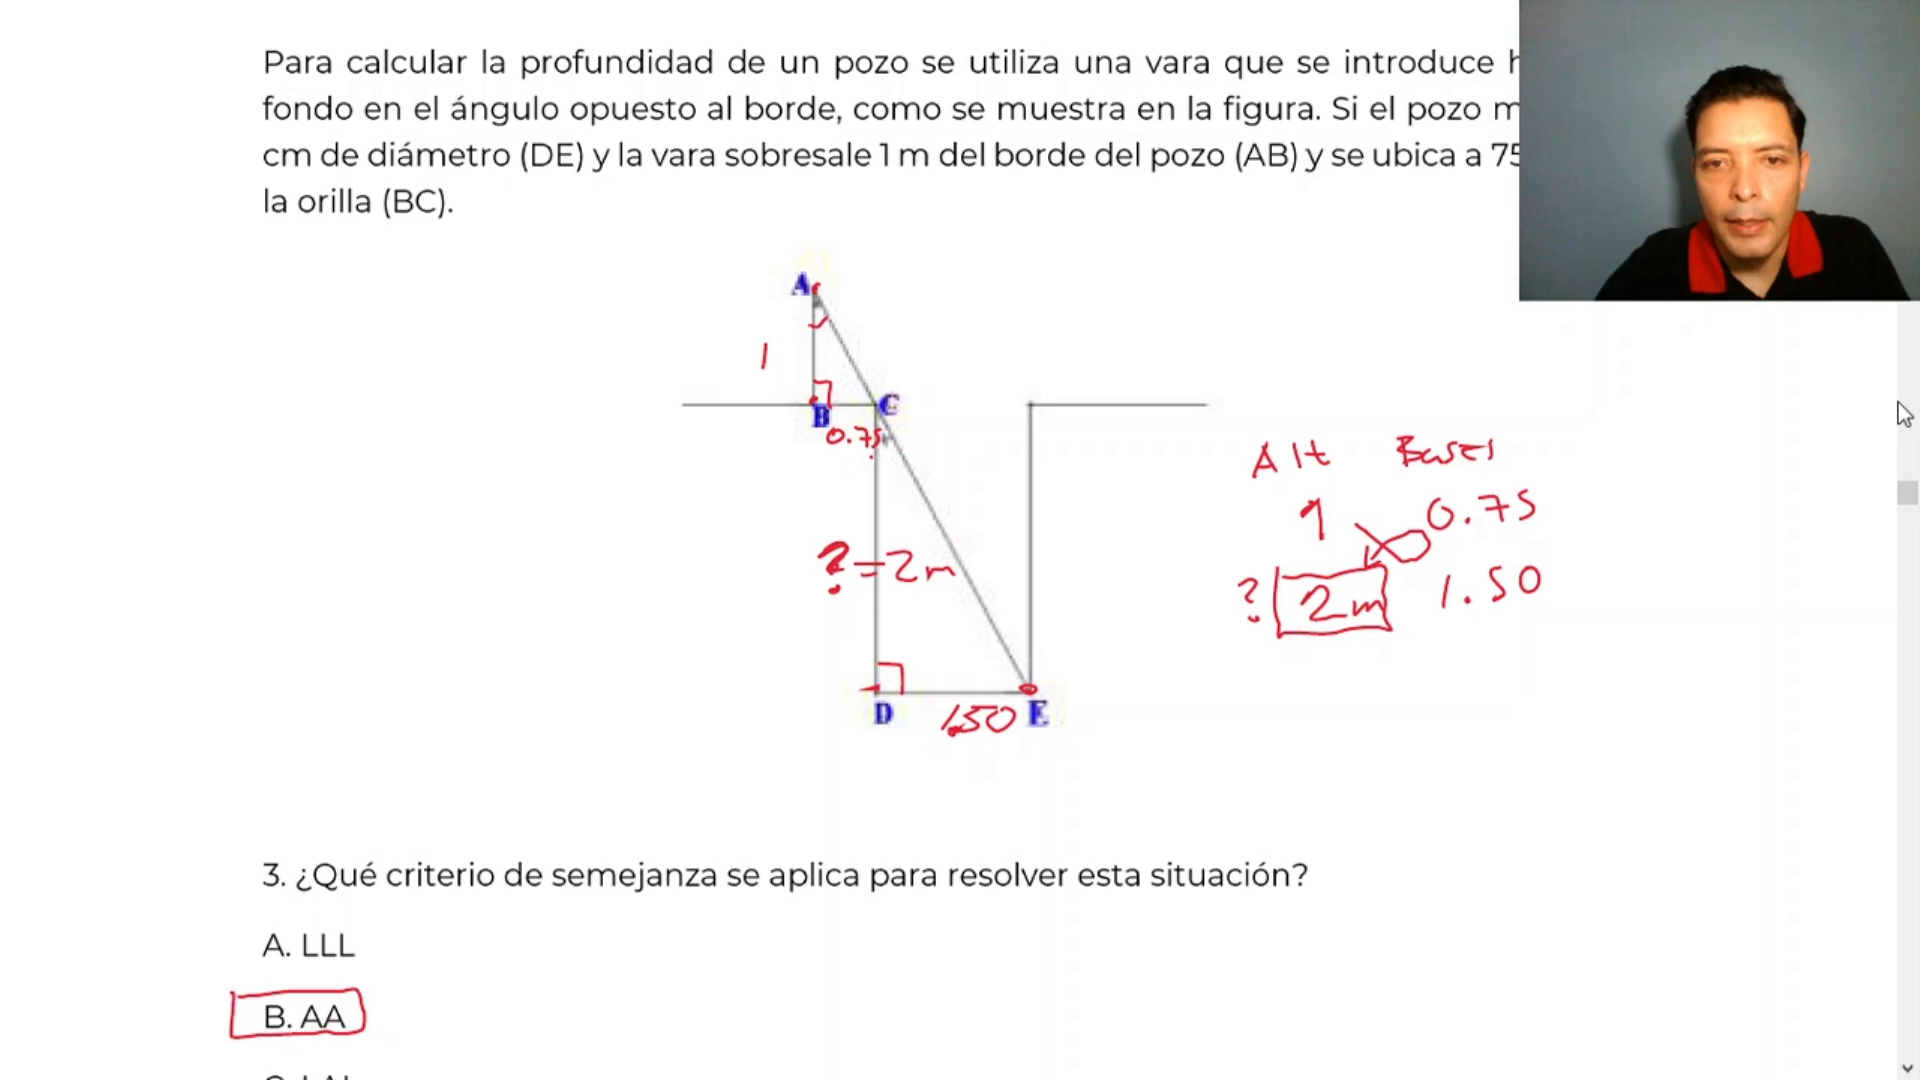 Para calcular la profundidad de un pozo se utiliza una vara que se introduce
fondo en el ángulo opuesto al borde, como se muestra en la figura. Si el pozo
cm de diámetro (DE) y la vara sobresale 1 m del borde del pozo (AB) y se ubica a 75
la orilla (BC).
A
1
B
C
0.75
Alt Bases
1 0.75
? = 2m
? 2m 1.50
D
1.50
E
3. ¿Qué criterio de semejanza se aplica para resolver esta situación?
A. LLL
B. AA